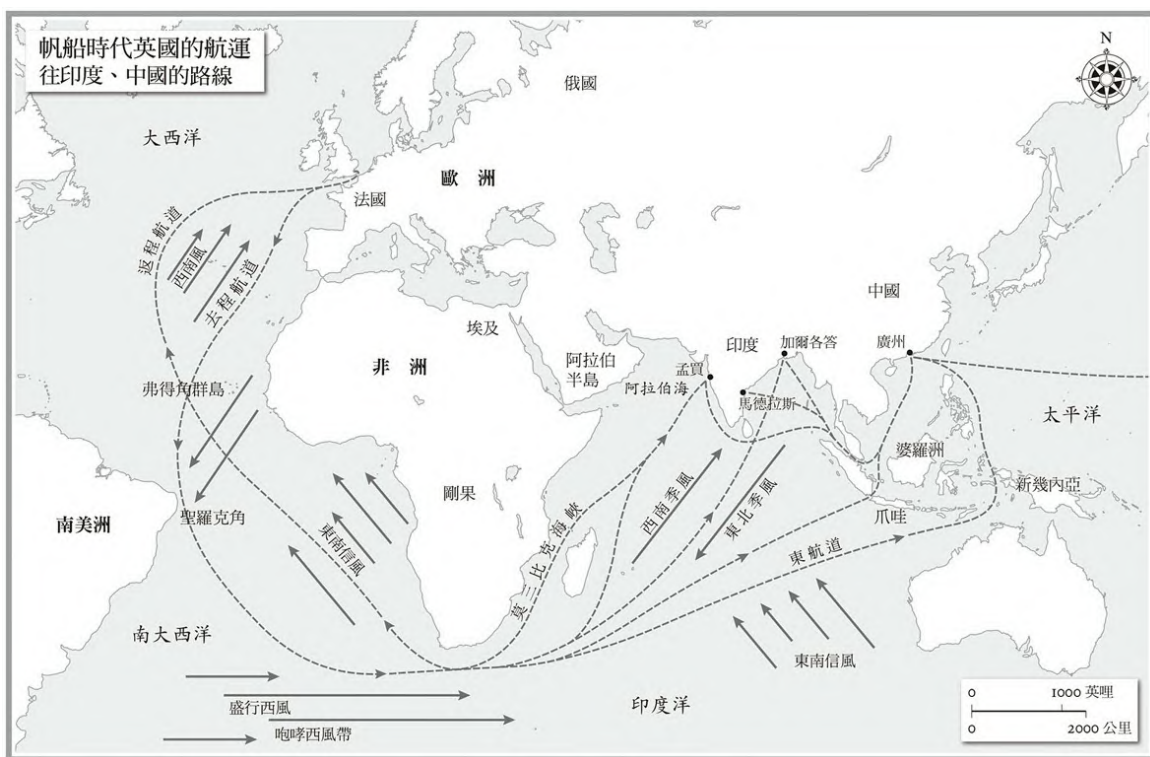 帆船時代英國的航運
往印度、中國的路線
N
俄國
大西洋
歐洲
法國
返程航道
西南風
去程航道
中國
埃及
印度
加爾各答
廣州
非洲
阿拉伯
半島
孟買
阿拉伯海
馬德拉斯
弗得角群島
太平洋
婆羅洲
新幾內亞
剛果
南美洲
聖羅克角
西南季風
東北季風
爪哇
東南信風
莫三比克海峽
東航道
南大西洋
東南信風
盛行西風
印度洋
咆哮西風帶
0 1000 英哩
0 2000 公里